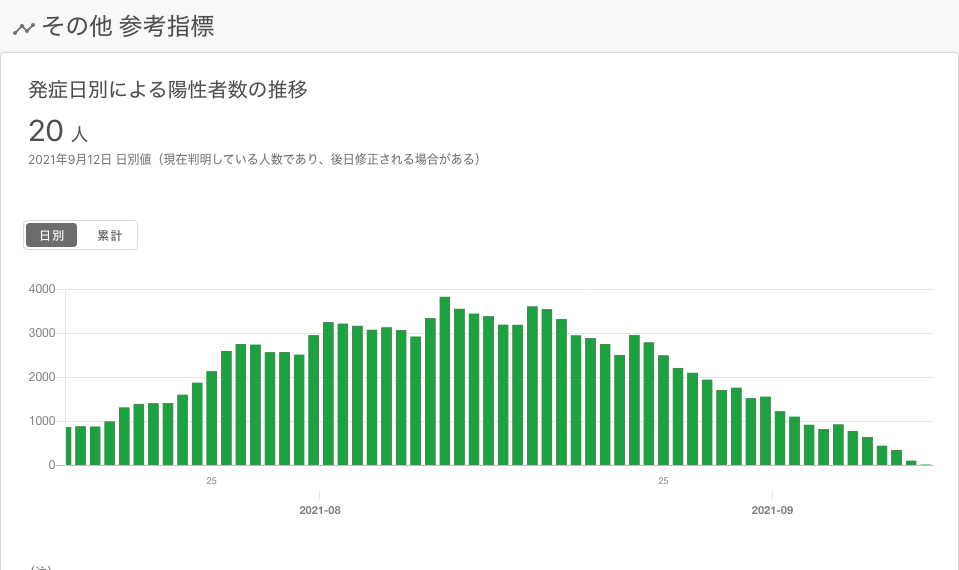 その他 参考指標
発症日別による陽性者数の推移
20 人
2021年9月12日 日別値（現在判明している人数であり、後日修正される場合がある）
日別 累計
4000
3000
2000
1000
0
25 25
2021-08 2021-09